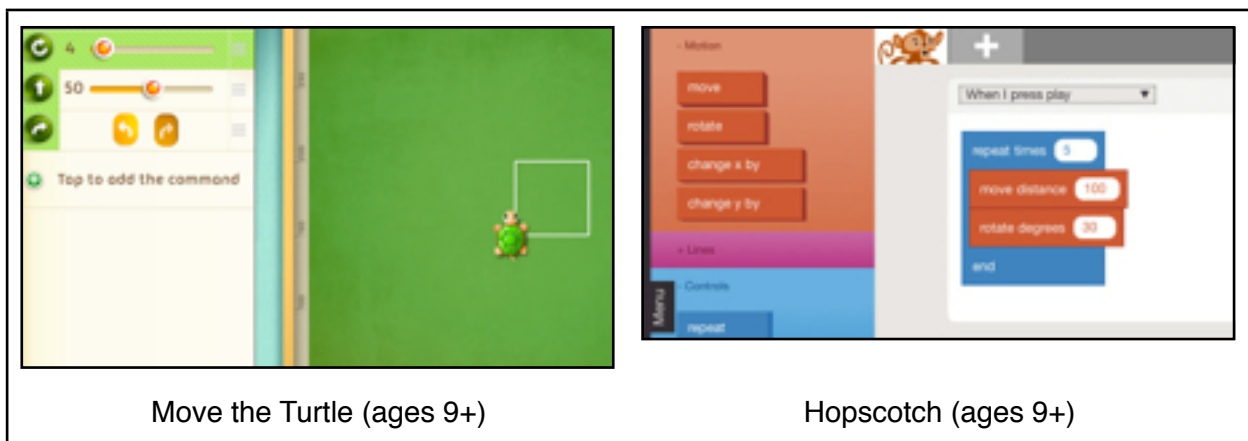 4
50
Tap to add the command
Move the Turtle (ages 9+)
- Motion
move
rotate
change x by
change y by
+ Lines
- Controls
repeat
Menu
+
When I press play
repeat times 5
move distance 100
rotate degrees 30
end
Hopscotch (ages 9+)